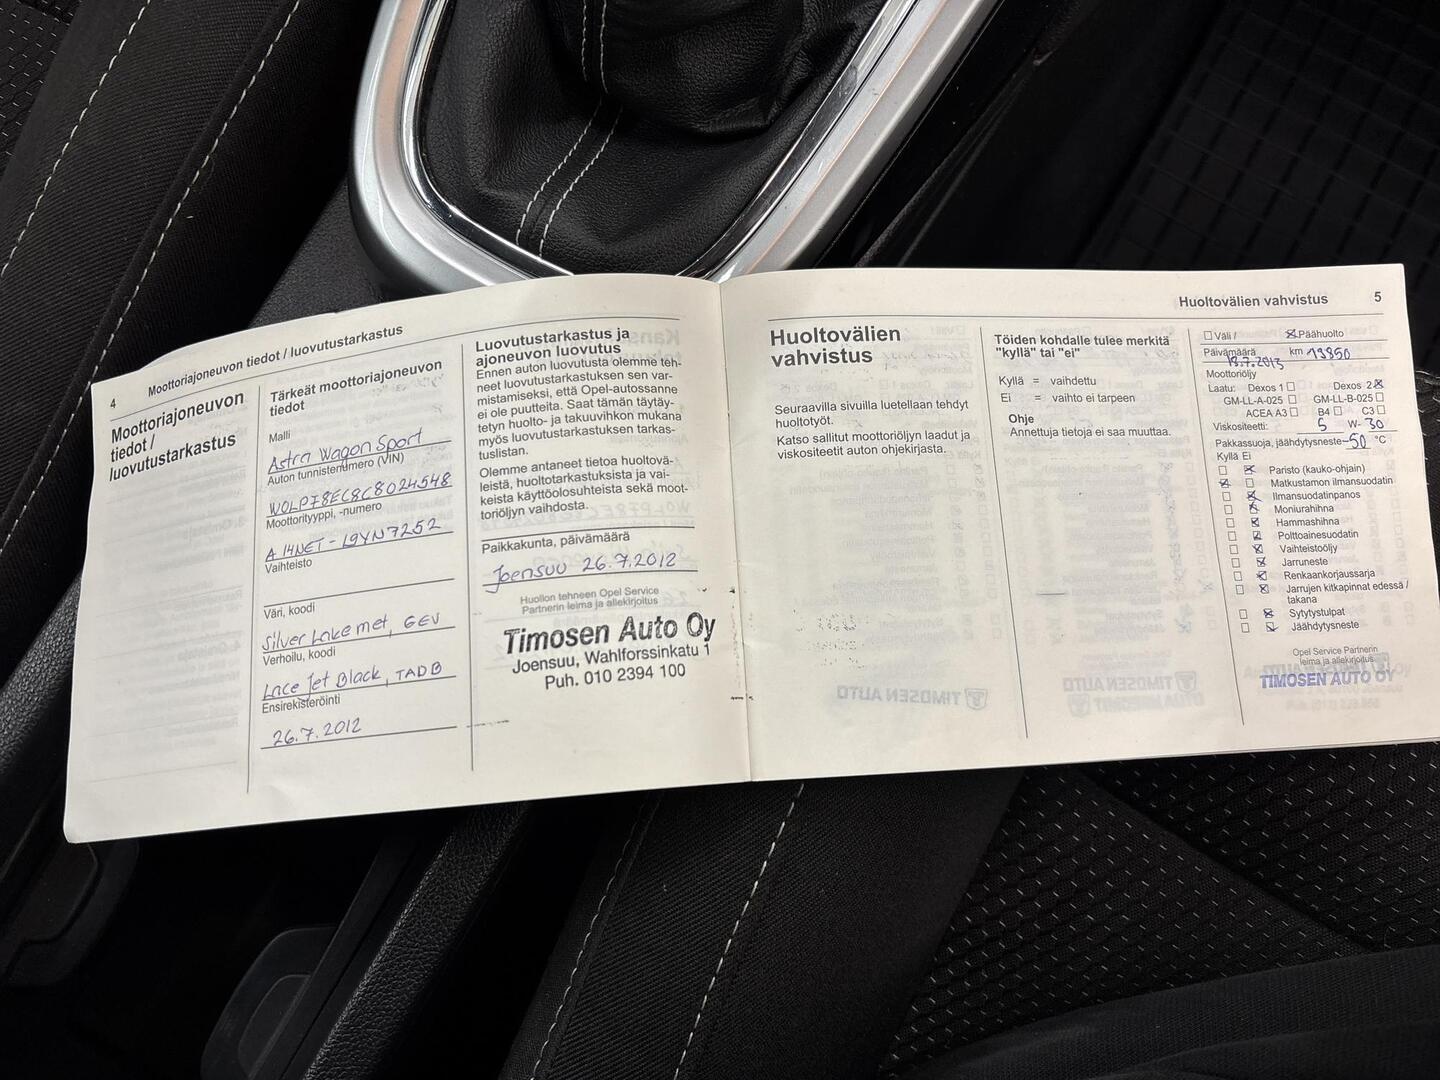 4
Moottoriajoneuvon tiedot / luovutustarkastus
Moottoriajoneuvon
tiedot /
luovutustarkastus
Tärkeät moottoriajoneuvon
tiedot
Malli
Astra Wagon Sport
Auton tunnistenumero (VIN)
W0LPF8EC8C8024548
Moottorityyppi, -numero
A14NET - 19YN7252
Vaihteisto
Väri, koodi
Silver Lake met, GEV
Verhoilu, koodi
Lace Jet Black, TADB
Ensirekisteröinti
26.7.2012
Luovutustarkastus ja
ajoneuvon luovutus
Ennen auton luovutusta olemme teh-
neet luovutustarkastuksen sen var-
mistamiseksi, että Opel-autossanne
ei ole puutteita. Saat tämän täytäy-
tetyn huolto- ja takuuvihkon mukana
myös luovutustarkastuksen tarkas-
tuslistan.
Olemme antaneet tietoa huoltovä-
leistä, huoltotarkastuksista ja vai-
keista käyttöolosuhteista sekä moot-
toriöljyn vaihdosta.
Paikkakunta, päivämäärä
Joensuu 26.7.2012
Huollon tehneen Opel Service
Partnerin leima ja allekirjoitus
Timosen Auto Oy
Joensuu, Wahlforssinkatu 1
Puh. 010 2394 100
Huoltovälien vahvistus 5
Huoltovälien
vahvistus
Seuraavilla sivuilla luetellaan tehdyt
huoltotyöt.
Katso sallitut moottoriöljyn laadut ja
viskositeetit auton ohjekirjasta.
Töiden kohdalle tulee merkitä
"kyllä" tai "ei"
Kyllä = vaihdettu
Ei = vaihto ei tarpeen
Ohje
Annettuja tietoja ei saa muuttaa.
Väli / Päähuolto
Päivämäärä km 13850
18.7.2013
Moottoriöljy
Laatu: Dexos 1 Dexos 2
GM-LL-A-025 GM-LL-B-025
ACEA A3 B4 C3
Viskositeetti: 5 W- 30
Pakkassuoja, jäähdytysneste -50 °C
Kyllä Ei
Paristo (kauko-ohjain)
Matkustamon ilmansuodatin
Ilmansuodatinpanos
Moniurahihna
Hammashihna
Polttoainesuodatin
Vaihteistoöljy
Jarruneste
Renkaankorjaussarja
Jarrujen kitkapinnat edessä /
takana
Sytytystulpat
Jäähdytysneste
Opel Service Partnerin
leima ja allekirjoitus
TIMOSEN AUTO OY